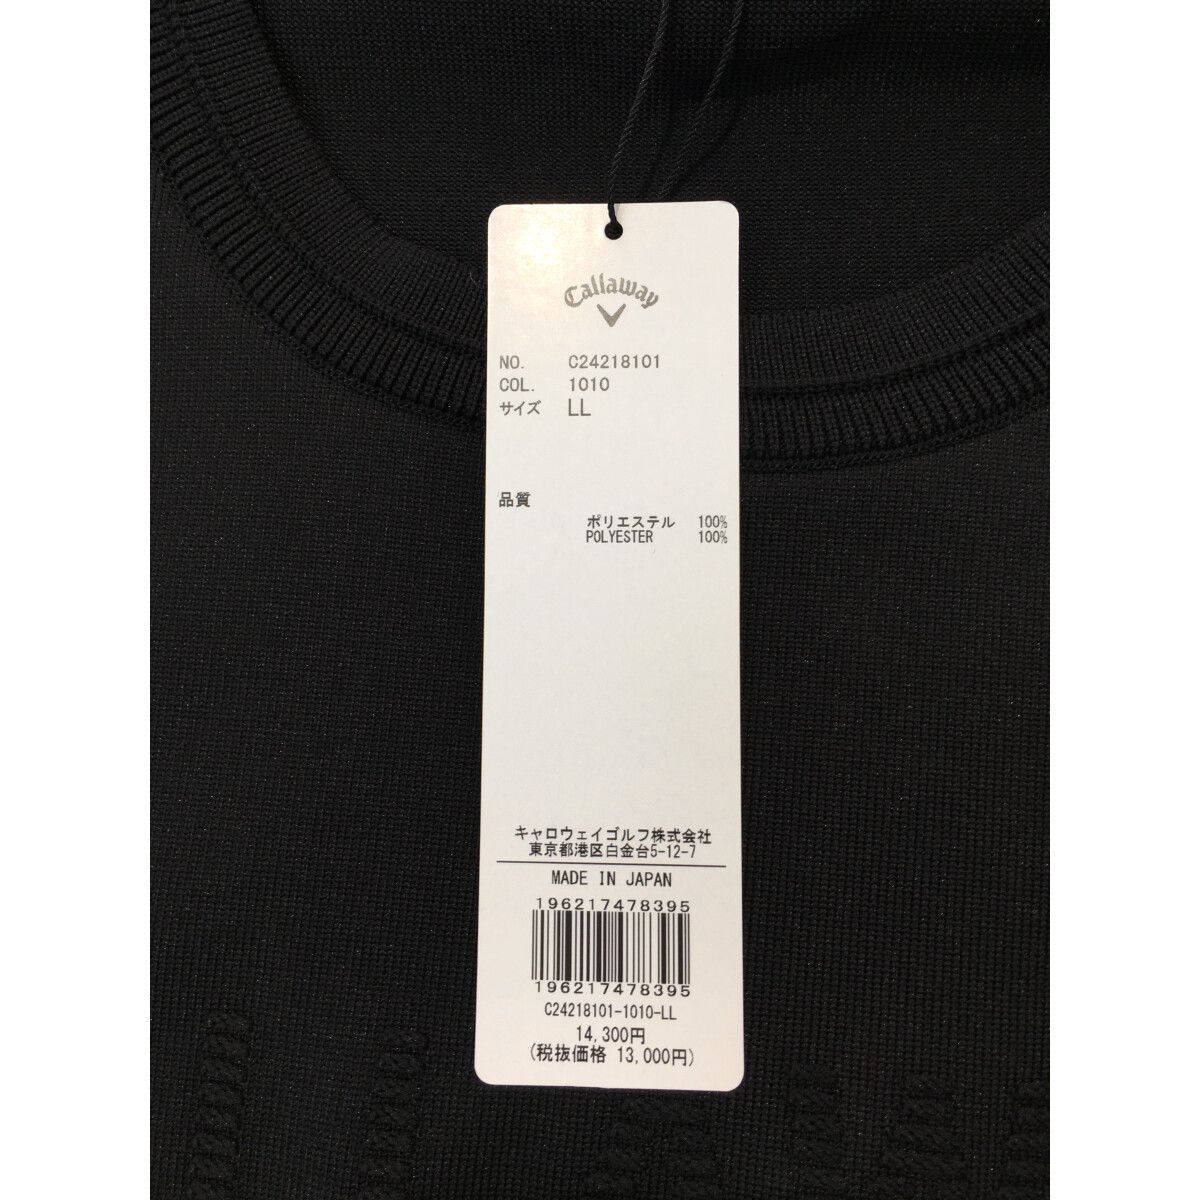 Callaway
NO. C24218101
COL. 1010
サイズ LL
品質
ポリエステル 100%
POLYESTER 100%
キャロウェイゴルフ株式会社
東京都港区白金台5-12-7
MADE IN JAPAN
196217478395
196217478395
C24218101-1010-LL
14,300円
(税抜価格 13,000円)